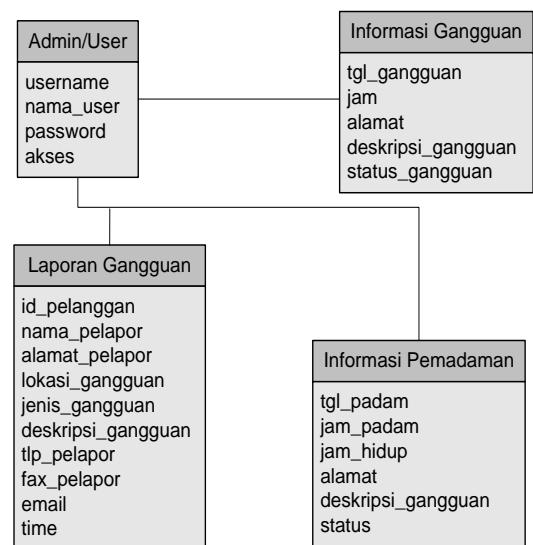 Admin/User
username
nama_user
password
akses
Informasi Gangguan
tgl_gangguan
jam
alamat
deskripsi_gangguan
status_gangguan
Laporan Gangguan
id_pelanggan
nama_pelapor
alamat_pelapor
lokasi_gangguan
jenis_gangguan
deskripsi_gangguan
tlp_pelapor
fax_pelapor
email
time
Informasi Pemadaman
tgl_padam
jam_padam
jam_hidup
alamat
deskripsi_gangguan
status